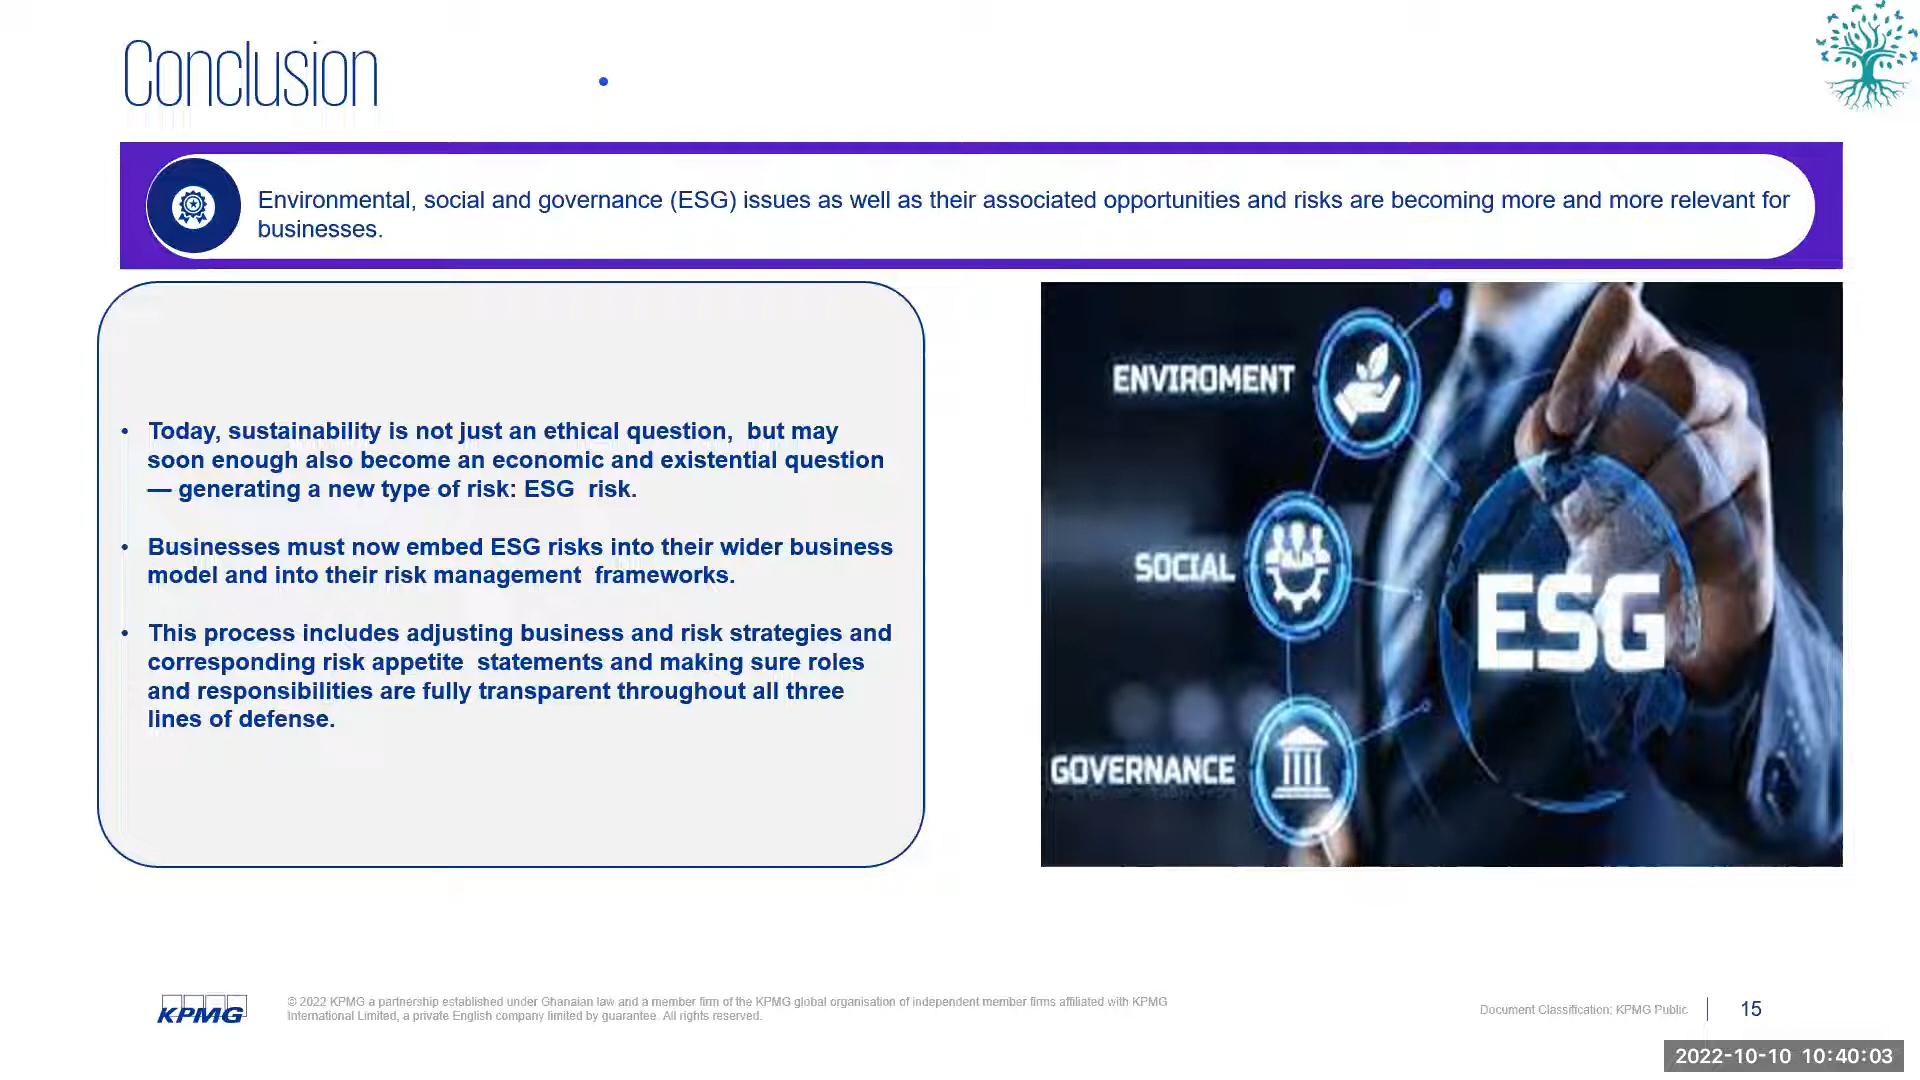 Conclusion
Environmental, social and governance (ESG) issues as well as their associated opportunities and risks are becoming more and more relevant for
businesses.
• Today, sustainability is not just an ethical question,  but may
soon enough also become an economic and existential question
— generating a new type of risk: ESG  risk.
• Businesses must now embed ESG risks into their wider business
model and into their risk management  frameworks.
• This process includes adjusting business and risk strategies and
corresponding risk appetite  statements and making sure roles
and responsibilities are fully transparent throughout all three
lines of defense.
ENVIROMENT
SOCIAL
ESG
GOVERNANCE
KPMG
© 2022 KPMG a partnership established under Ghanaian law and a member firm of the KPMG global organisation of independent member firms affiliated with KPMG
International Limited, a private English company limited by guarantee. All rights reserved.
Document Classification: KPMG Public
15
2022-10-10 10:40:03